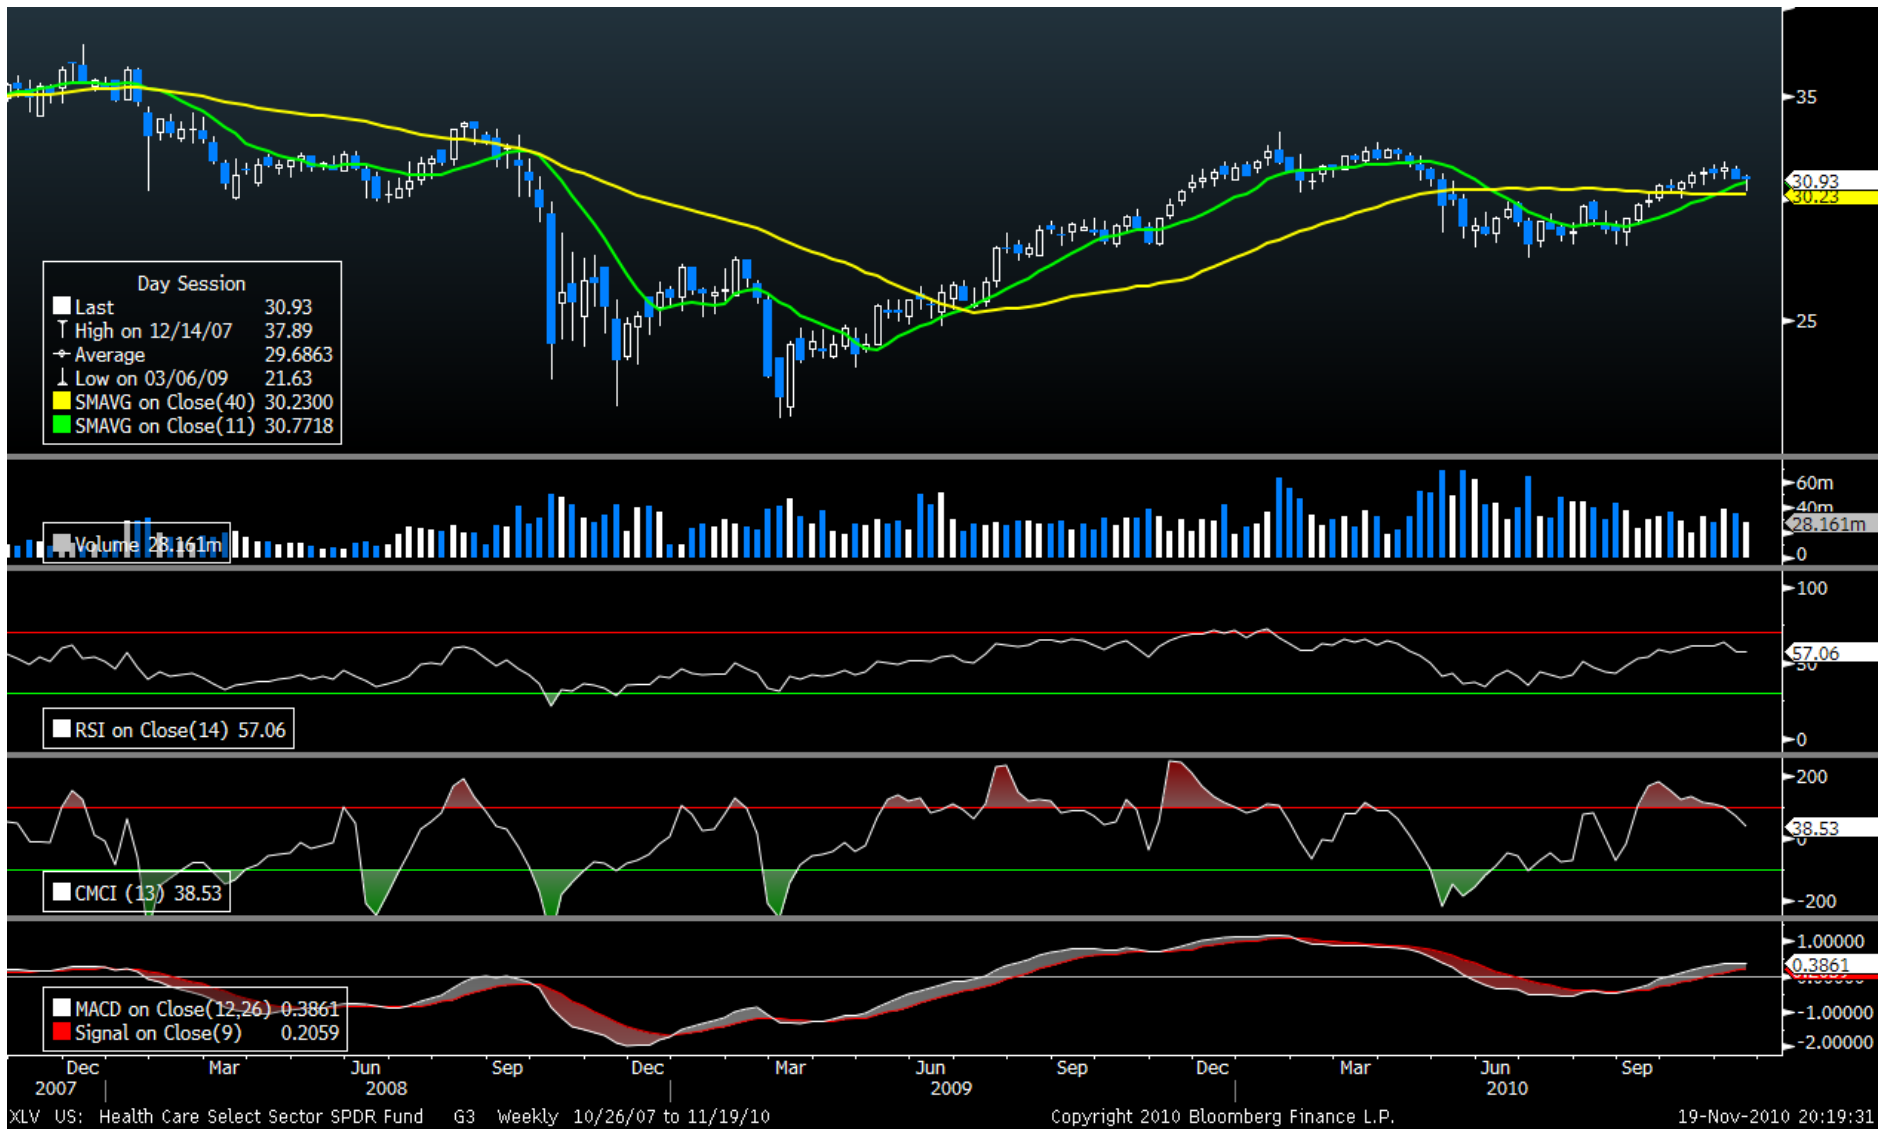 35
30.93
30.23
25
Day Session
Last 30.93
High on 12/14/07 37.89
Average 29.6863
Low on 03/06/09 21.63
SMAVG on Close(40) 30.2300
SMAVG on Close(11) 30.7718
60m
40m
28.161m
0
Volume 28.161m
100
57.06
50
0
RSI on Close(14) 57.06
200
38.53
0
-200
CMCI (13) 38.53
1.00000
0.3861
-1.00000
-2.00000
MACD on Close(12,26) 0.3861
Signal on Close(9) 0.2059
Dec Mar Jun Sep Dec Mar Jun Sep Dec Mar Jun Sep
2007 2008 2009 2010
XLV US: Health Care Select Sector SPDR Fund G3 Weekly 10/26/07 to 11/19/10 Copyright 2010 Bloomberg Finance L.P. 19-Nov-2010 20:19:31